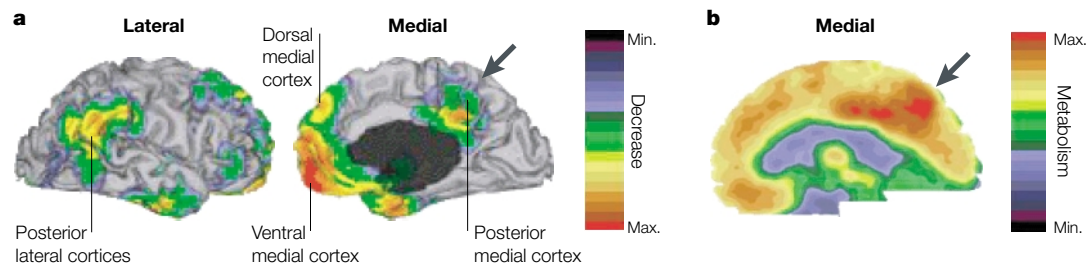 a
Lateral
Medial
Dorsal
medial
cortex
Posterior
lateral cortices
Ventral
medial cortex
Posterior
medial cortex
Min.
Decrease
Max.
b
Medial
Max.
Metabolism
Min.